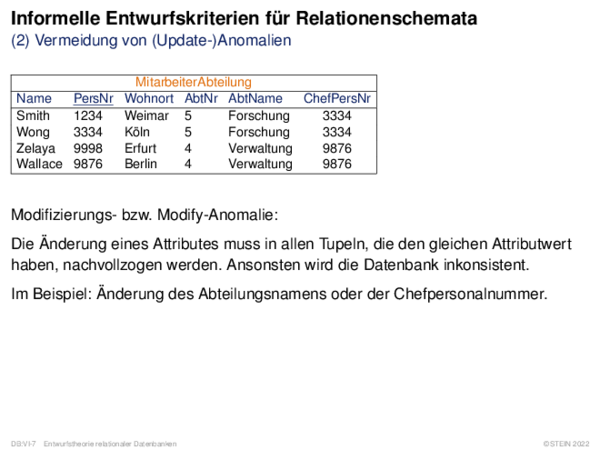 Informelle Entwurfskriterien für Relationenschemata
(2) Vermeidung von (Update-)Anomalien
MitarbeiterAbteilung
Name PersNr Wohnort AbtNr AbtName ChefPersNr
Smith 1234 Weimar 5 Forschung 3334
Wong 3334 Köln 5 Forschung 3334
Zelaya 9998 Erfurt 4 Verwaltung 9876
Wallace 9876 Berlin 4 Verwaltung 9876
Modifizierungs- bzw. Modify-Anomalie:
Die Änderung eines Attributes muss in allen Tupeln, die den gleichen Attributwert
haben, nachvollzogen werden. Ansonsten wird die Datenbank inkonsistent.
Im Beispiel: Änderung des Abteilungsnamens oder der Chefpersonalnummer.
DB:VI-7 Entwurfstheorie relationaler Datenbanken ©STEIN 2022